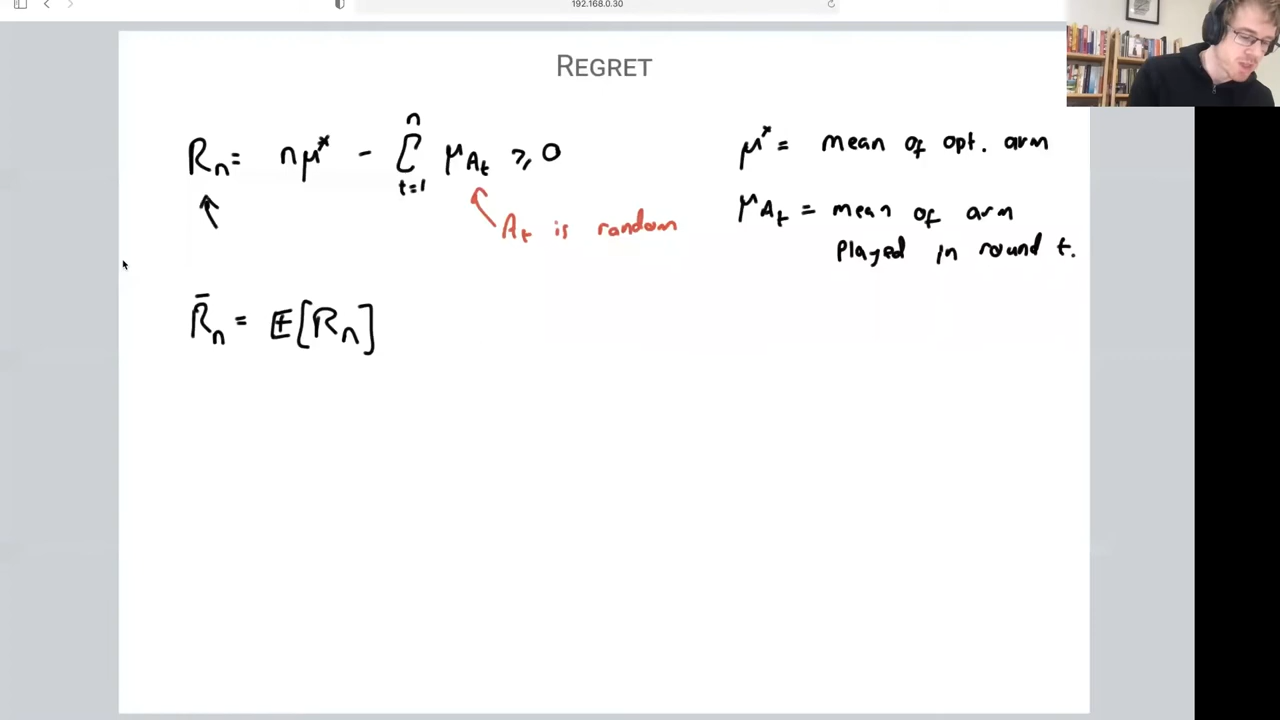 192.168.0.30
REGRET
Rₙ= nμ* - ∑ₜ₌₁ⁿ μAₜ ≥ 0
μ* = mean of opt. arm
μAₜ = mean of arm
played in round t.
Aₜ is random
R̄ₙ = 𝔼[Rₙ]